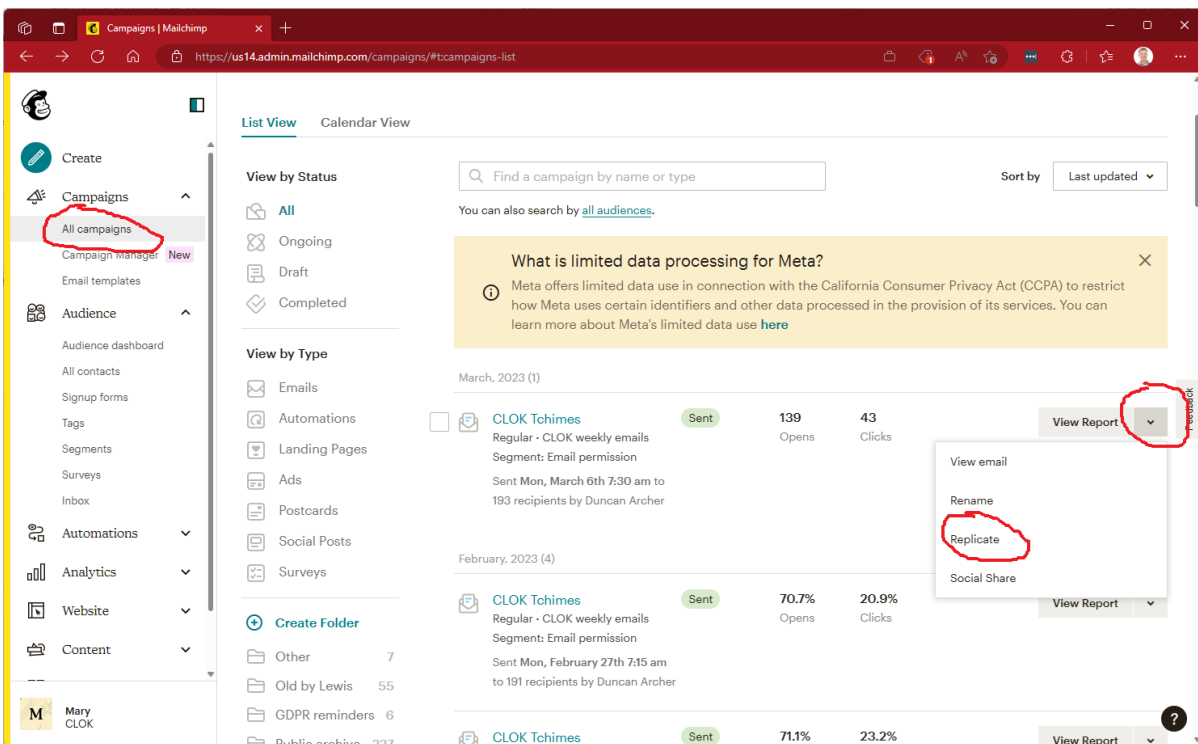 Campaigns | Mailchimp
https://us14.admin.mailchimp.com/campaigns/#t:campaigns-list
Create
Campaigns
All campaigns
Campaign Manager New
Email templates
Audience
Audience dashboard
All contacts
Signup forms
Tags
Segments
Surveys
Inbox
Automations
Analytics
Website
Content
M
Mary
CLOK
List View
Calendar View
View by Status
All
Ongoing
Draft
Completed
View by Type
Emails
Automations
Landing Pages
Ads
Postcards
Social Posts
Surveys
Create Folder
Other 7
Old by Lewis 55
GDPR reminders 6
Public archive 227
Find a campaign by name or type
Sort by
Last updated
You can also search by all audiences.
What is limited data processing for Meta?
Meta offers limited data use in connection with the California Consumer Privacy Act (CCPA) to restrict
how Meta uses certain identifiers and other data processed in the provision of its services. You can
learn more about Meta's limited data use here
March, 2023 (1)
CLOK Tchimes
Regular · CLOK weekly emails
Segment: Email permission
Sent Mon, March 6th 7:30 am to
193 recipients by Duncan Archer
Sent
139
Opens
43
Clicks
View Report
View email
Rename
Replicate
Social Share
February, 2023 (4)
CLOK Tchimes
Regular · CLOK weekly emails
Segment: Email permission
Sent Mon, February 27th 7:15 am
to 191 recipients by Duncan Archer
Sent
70.7%
Opens
20.9%
Clicks
View Report
CLOK Tchimes
Sent
71.1%
23.2%
View Report
Feedback
?